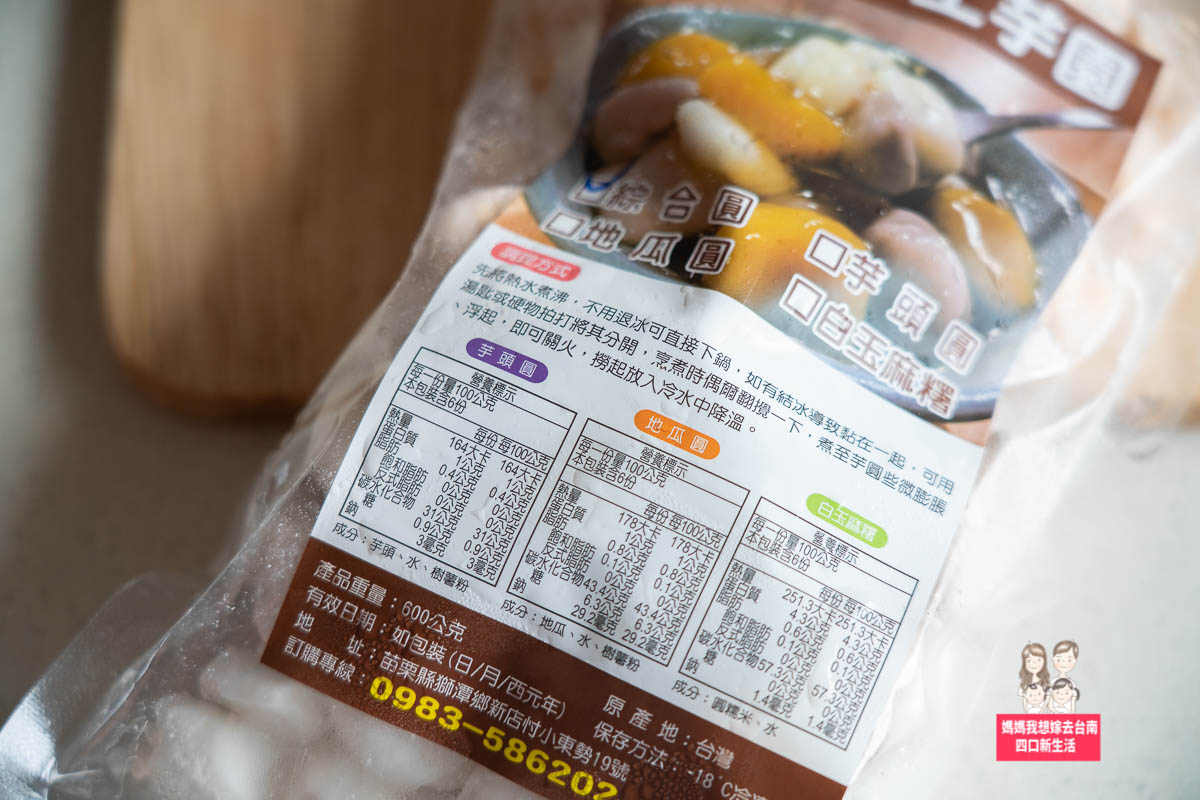 芋圓
綜合圓
口芋頭圓
口地瓜圓
口白玉麻糬
調理方式
先將熱水煮沸，不用退冰可直接下鍋，如有結冰導致黏在一起，可用
湯匙或硬物拍打將其分開，烹煮時偶爾翻攪一下，煮至芋圓些微膨脹
、浮起，即可關火，撈起放入冷水中降溫。
芋頭圓
營養標示
每一份量100公克
本包裝含6份
每份 每100公克
熱量 164大卡 164大卡
蛋白質 1公克 1公克
脂肪 0.4公克 0.4公克
飽和脂肪 0公克 0公克
反式脂肪 0公克 0公克
碳水化合物 31公克 31公克
糖 0.9公克 0.9公克
鈉 3毫克 3毫克
成分：芋頭、水、樹薯粉
地瓜圓
營養標示
每一份量100公克
本包裝含6份
每份 每100公克
熱量 178大卡 178大卡
蛋白質 1公克 1公克
脂肪 0.8公克 0.8公克
飽和脂肪 0.1公克 0.1公克
反式脂肪 0公克 0公克
碳水化合物 43.4公克 43.4公克
糖 6.3公克 6.3公克
鈉 29.2毫克 29.2毫克
成分：地瓜、水、樹薯粉
白玉麻糬
營養標示
每一份量100公克
本包裝含6份
每份 每100公克
熱量 251.3大卡 251.3大卡
蛋白質 4.3公克 4.3公克
脂肪 0.6公克 0.6公克
飽和脂肪 0.1公克 0.1公克
反式脂肪 0公克 0公克
碳水化合物 57.3公克 57.3公克
糖 0公克 0公克
鈉 1.4毫克 1.4毫克
成分：圓糯米、水
產品重量：600公克
有效日期：如包裝(日/月/西元年)
原產地：台灣
地址：苗栗縣獅潭鄉新店村小東勢19號
保存方法：-18°C冷
訂購專線：0983-586202
媽媽我想嫁去台南
四口新生活